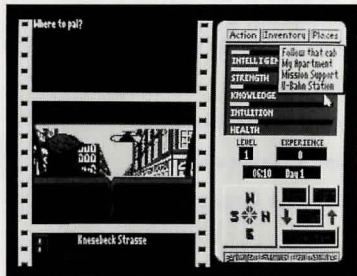 Where to pal?
Knesebeck Strasse
Action Inventory Places
Follow that cab
My Apartment
Mission Support
U-Bahn Station
INTELLIGEN
STRENGTH
KNOWLEDGE
INTUITION
HEALTH
LEVEL EXPERIENCE
1 0
06:10 Day 1
N
S N
E